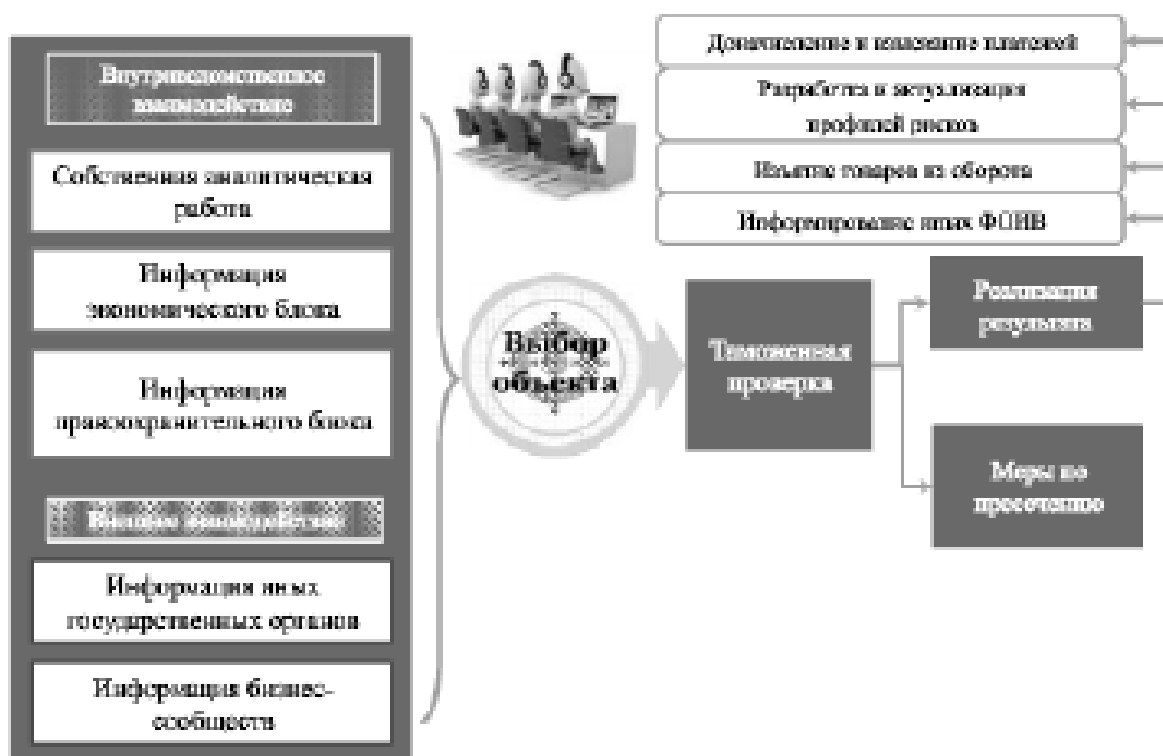 Внутриведомственное
взаимодействие
Собственная аналитическая
работа
Информация
экономического блока
Информация
правоохранительного блока
Внешнее взаимодействие
Информация иных
государственных органов
Информация бизнес-
сообществ
Доначисление и взыскание платежей
Разработка и актуализация
профилей рисков
Изъятие товаров из оборота
Информирование иных ФОИВ
Выбор
объекта
Таможенная
проверка
Реализация
результата
Меры по
пресечению